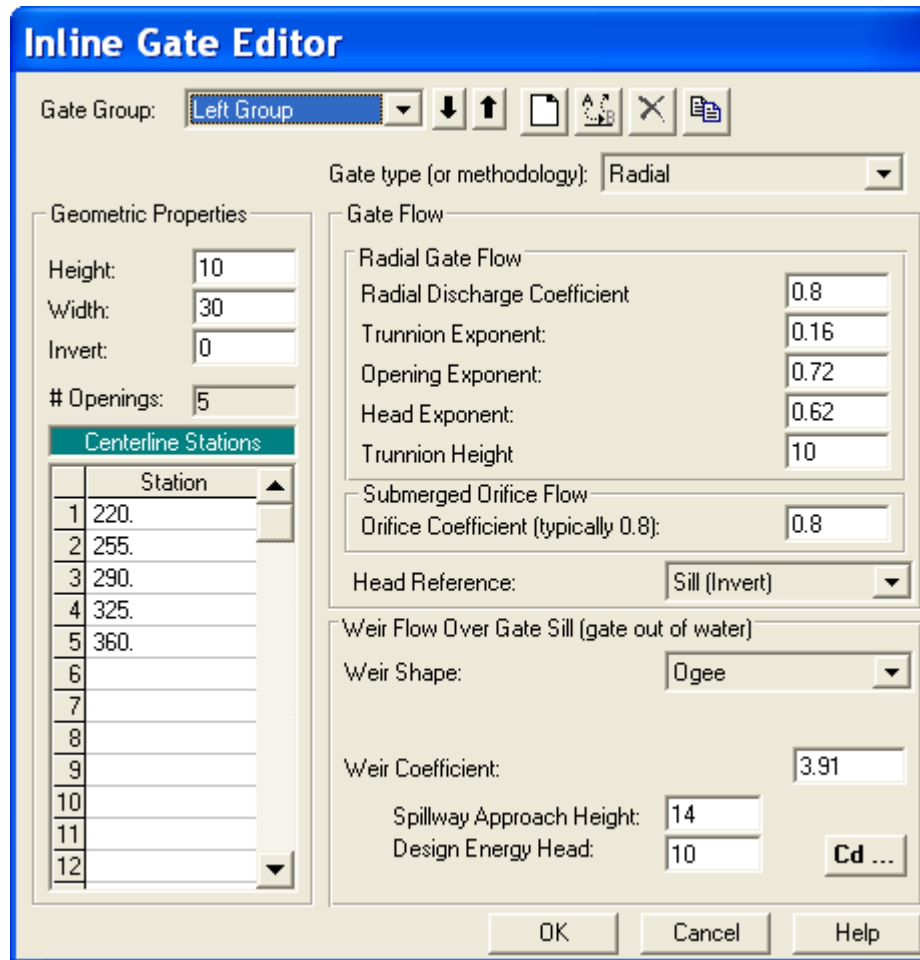 Inline Gate Editor
Gate Group: Left Group
Gate type (or methodology): Radial
Geometric Properties
Height: 10
Width: 30
Invert: 0
# Openings: 5
Centerline Stations
Station
1 220.
2 255.
3 290.
4 325.
5 360.
6
7
8
9
10
11
12
Gate Flow
Radial Gate Flow
Radial Discharge Coefficient 0.8
Trunnion Exponent: 0.16
Opening Exponent: 0.72
Head Exponent: 0.62
Trunnion Height 10
Submerged Orifice Flow
Orifice Coefficient (typically 0.8): 0.8
Head Reference: Sill (Invert)
Weir Flow Over Gate Sill (gate out of water)
Weir Shape: Ogee
Weir Coefficient: 3.91
Spillway Approach Height: 14
Design Energy Head: 10
Cd ...
OK Cancel Help